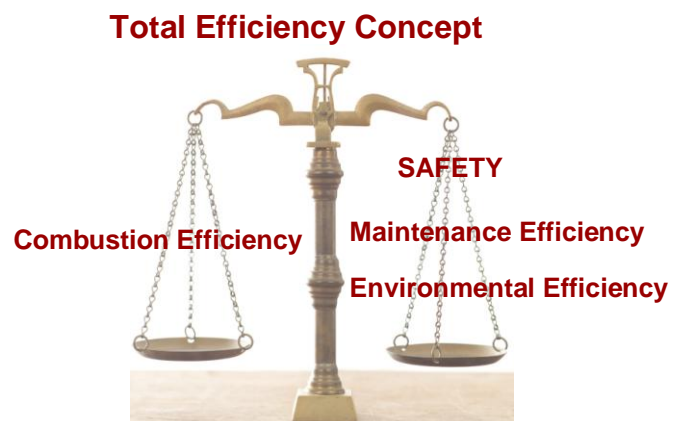 Total Efficiency Concept
SAFETY
Combustion Efficiency
Maintenance Efficiency
Environmental Efficiency